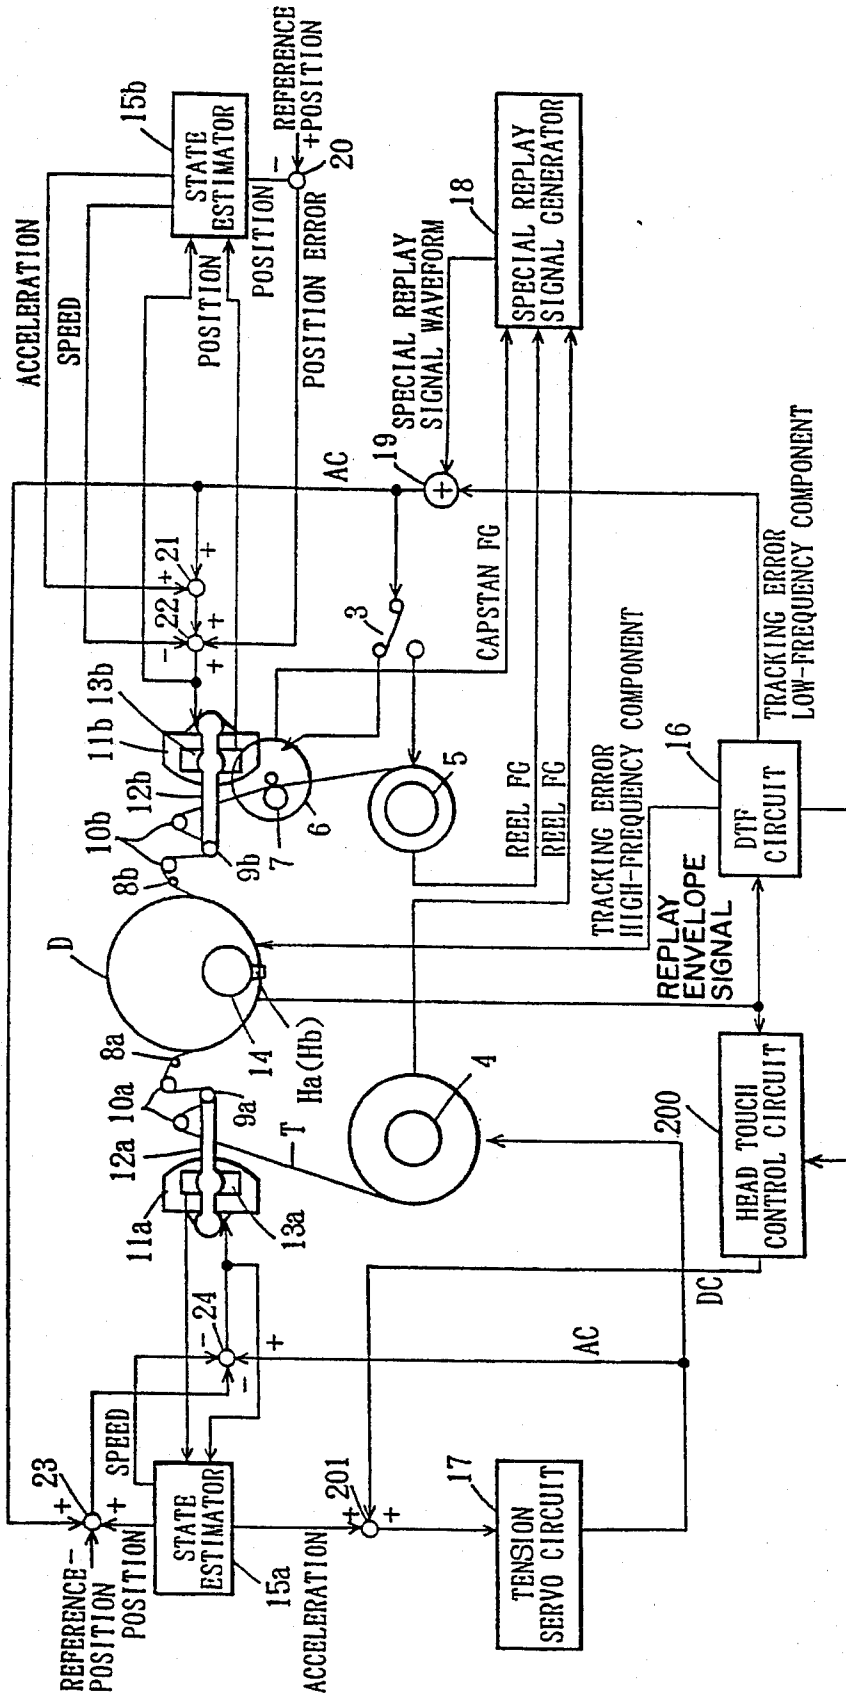 REFERENCE
POSITION
-
+
23
+
POSITION
SPEED
STATE
ESTIMATOR
15a
ACCELERATION
-
24
-
+
+
201
+
17
TENSION
SERVO CIRCUIT
AC
DC
11a
12a
13a
10a
9a
8a
T
4
D
14
Ha(Hb)
200
HEAD TOUCH
CONTROL CIRCUIT
REPLAY
ENVELOPE
SIGNAL
8b
10b
9b
12b
11b
13b
7
6
5
3
16
DTF
CIRCUIT
TRACKING ERROR
HIGH-FREQUENCY COMPONENT
TRACKING ERROR
LOW-FREQUENCY COMPONENT
REEL FG
REEL FG
CAPSTAN FG
-
22
+
+
+
21
+
AC
19
+
SPECIAL REPLAY
SIGNAL WAVEFORM
18
SPECIAL REPLAY
SIGNAL GENERATOR
ACCELERATION
SPEED
POSITION
POSITION
POSITION ERROR
STATE
ESTIMATOR
15b
-
20
REFERENCE
+POSITION